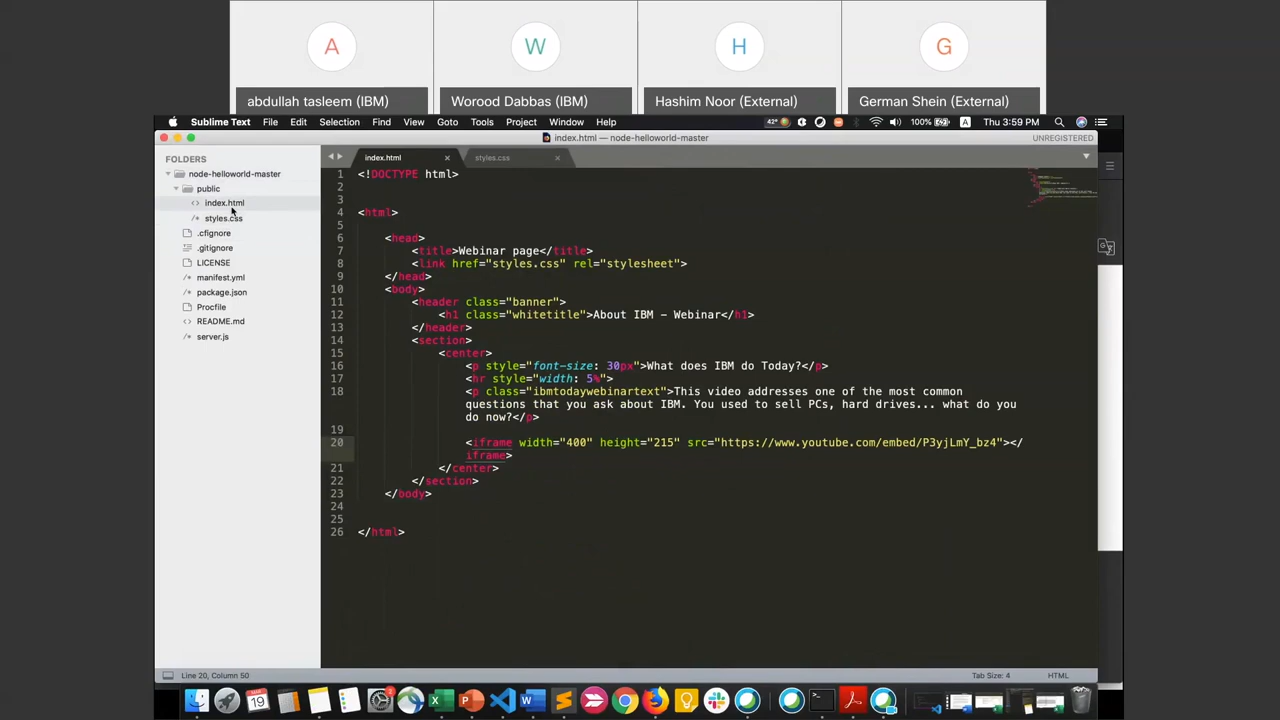 A
W
H
G
abdullah tasleem (IBM)
Worood Dabbas (IBM)
Hashim Noor (External)
German Shein (External)
Sublime Text File Edit Selection Find View Goto Tools Project Window Help
42° 100% A Thu 3:59 PM
index.html — node-helloworld-master
UNREGISTERED
FOLDERS
node-helloworld-master
public
index.html
styles.css
.cfignore
.gitignore
LICENSE
manifest.yml
package.json
Procfile
README.md
server.js
index.html
styles.css
1 <!DOCTYPE html>
2
3
4 <html>
5
6 <head>
7 <title>Webinar page</title>
8 <link href="styles.css" rel="stylesheet">
9 </head>
10 <body>
11 <header class="banner">
12 <h1 class="whitetitle">About IBM - Webinar</h1>
13 </header>
14 <section>
15 <center>
16 <p style="font-size: 30px">What does IBM do Today?</p>
17 <hr style="width: 5%">
18 <p class="ibmtodaywebinartext">This video addresses one of the most common
questions that you ask about IBM. You used to sell PCs, hard drives... what do you
do now?</p>
19
20 <iframe width="400" height="215" src="https://www.youtube.com/embed/P3yjLmY_bz4"></
iframe>
21 </center>
22 </section>
23 </body>
24
25
26 </html>
Line 20, Column 50
Tab Size: 4
HTML